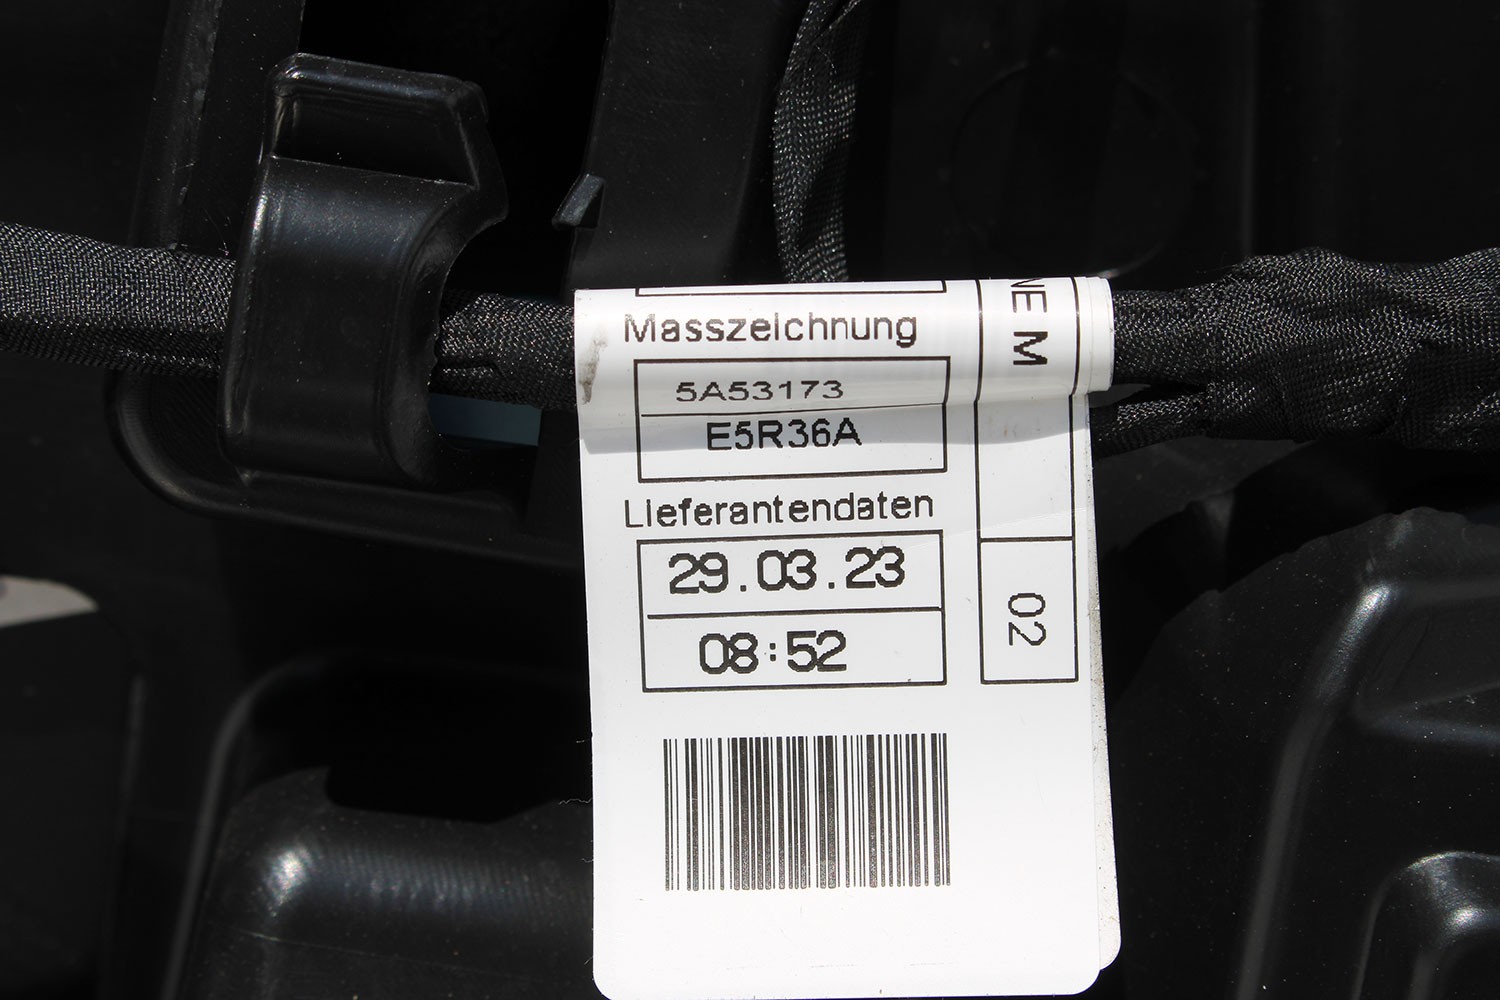 Masszeichnung
5A53173
E5R36A
Lieferantendaten
29.03.23
08:52
M
02